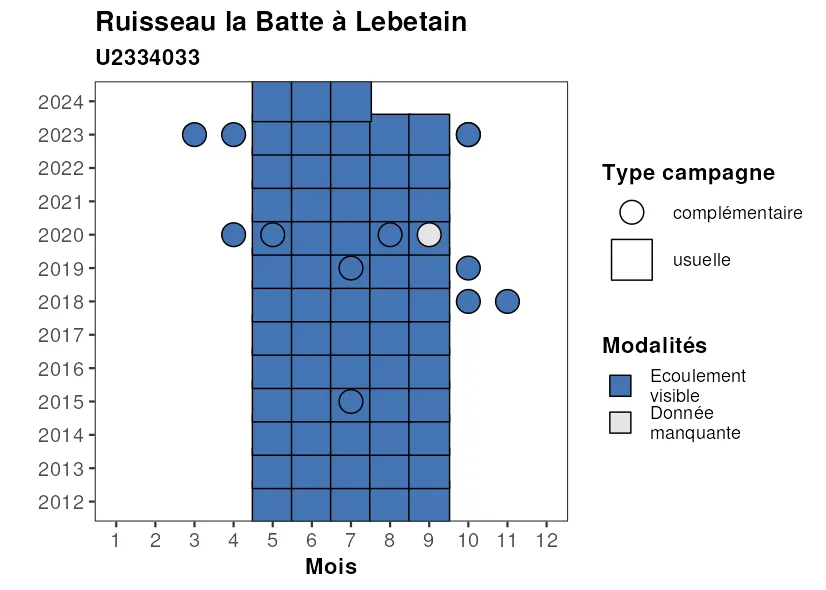 Ruisseau la Batte à Lebetain
U2334033
2024
2023
2022
2021
2020
2019
2018
2017
2016
2015
2014
2013
2012
1 2 3 4 5 6 7 8 9 10 11 12
Mois
Type campagne
complémentaire
usuelle
Modalités
Ecoulement
visible
Donnée
manquante